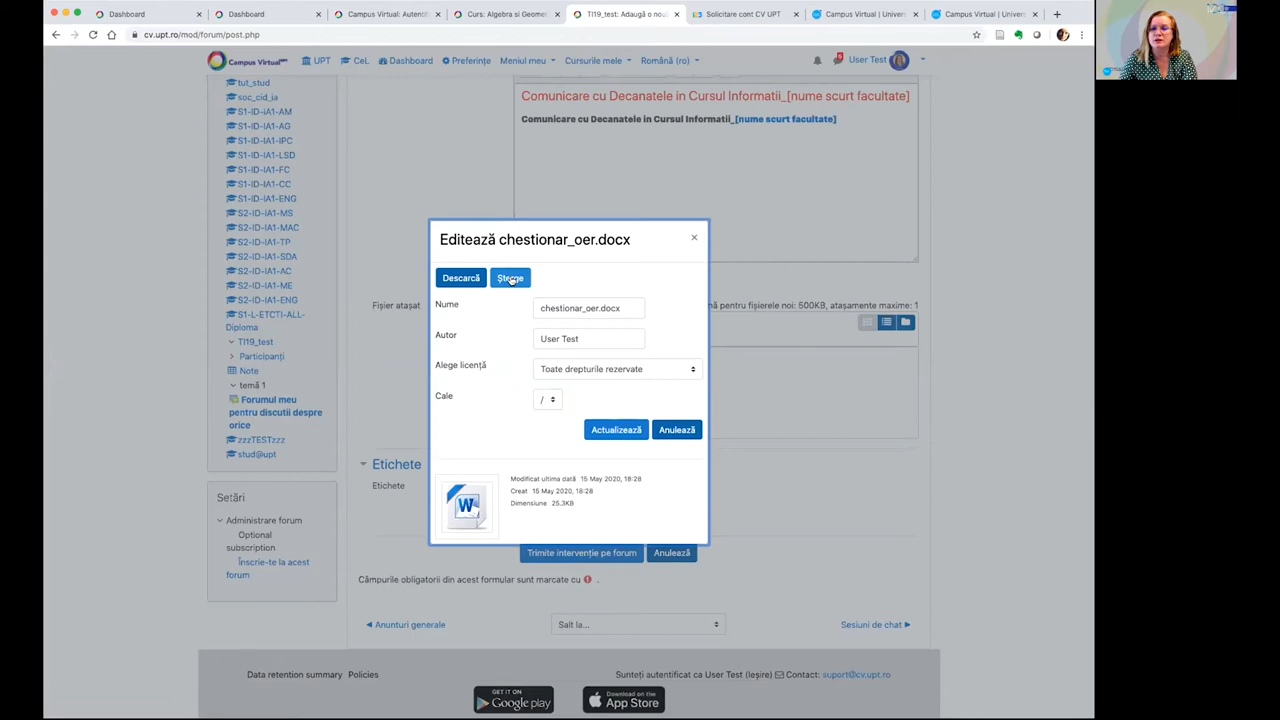 Dashboard
Dashboard
Campus Virtual: Autentif
Curs: Algebra si Geomet
TI19_test: Adaugă o nou
Solicitare cont CV UPT
Campus Virtual | Univers
Campus Virtual | Univers
cv.upt.ro/mod/forum/post.php
Campus Virtual
UPT
CeL
Dashboard
Preferințe
Meniul meu
Cursurile mele
Română (ro)
User Test
tut_stud
soc_cid_ia
S1-ID-IA1-AM
S1-ID-IA1-AG
S1-ID-IA1-IPC
S1-ID-IA1-LSD
S1-ID-IA1-FC
S1-ID-IA1-CC
S1-ID-IA1-ENG
S2-ID-IA1-MS
S2-ID-IA1-MAC
S2-ID-IA1-TP
S2-ID-IA1-SDA
S2-ID-IA1-AC
S2-ID-IA1-ME
S2-ID-IA1-ENG
S1-L-ETCTI-ALL-
Diploma
TI19_test
Participanți
Note
temă 1
Forumul meu
pentru discutii despre
orice
zzzTESTzzz
stud@upt
Setări
Administrare forum
Optional
subscription
Înscrie-te la acest
forum
Comunicare cu Decanatele in Cursul Informatii_[nume scurt facultate]
Comunicare cu Decanatele in Cursul Informatii_[nume scurt facultate]
Fișier atașat
mă pentru fișierele noi: 500KB, atașamente maxime: 1
Editează chestionar_oer.docx
×
Descarcă
Șterge
Nume
chestionar_oer.docx
Autor
User Test
Alege licență
Toate drepturile rezervate
Cale
/
Actualizează
Anulează
Modificat ultima dată 15 May 2020, 18:28
Creat 15 May 2020, 18:28
Dimensiune 25.3KB
W
Etichete
Etichete
Trimite intervenție pe forum
Anulează
Câmpurile obligatorii din acest formular sunt marcate cu .
◄ Anunturi generale
Salt la...
Sesiuni de chat ►
Data retention summary
Policies
Sunteți autentificat ca User Test (Ieșire)
Contact: suport@cv.upt.ro
GET IT ON
Google play
Download on the
App Store